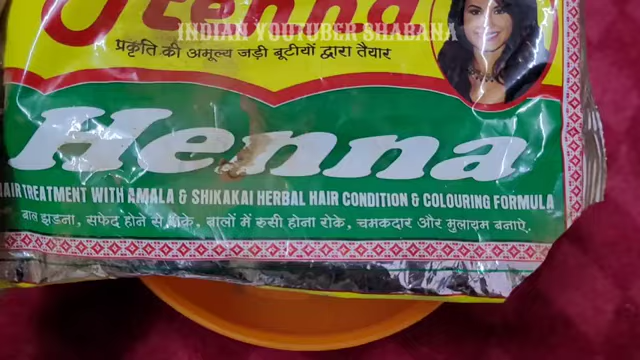 INDIAN YOUTUBER SHABANA
प्रकृति की अमूल्य जड़ी बूटीयों द्वारा तैयार
Henna
HAIR TREATMENT WITH AMALA & SHIKAKAI HERBAL HAIR CONDITION & COLOURING FORMULA
बाल झड़ना, सफेद होने से रोके, बालों में रुसी होना रोके, चमकदार और मुलायम बनाऐ.